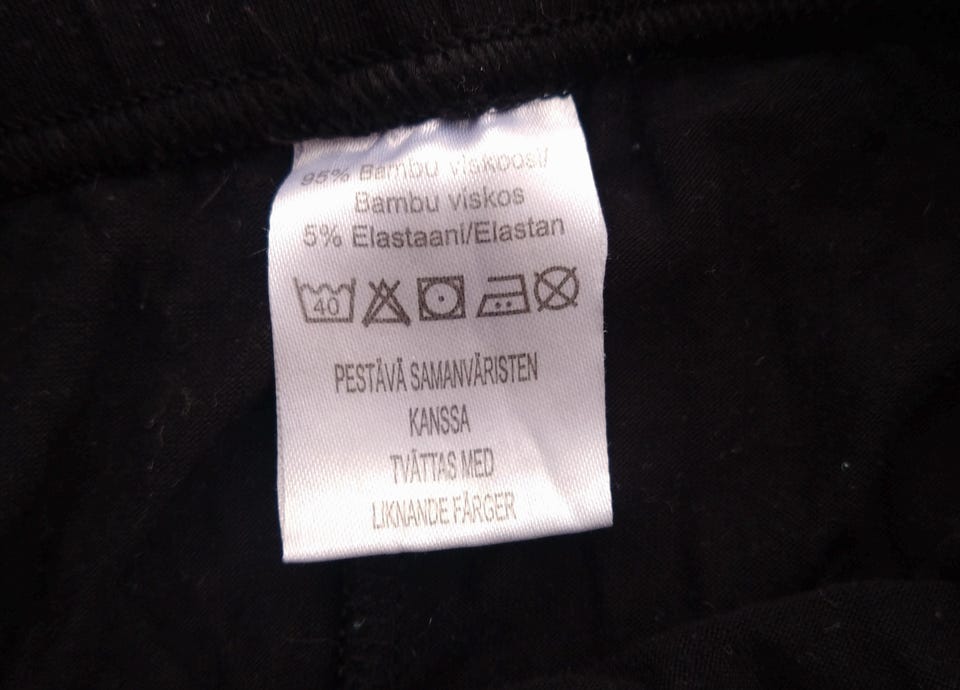 95% Bambu viskoosi/
Bambu viskos
5% Elastaani/Elastan
40
PESTÄVÄ SAMANVÄRISTEN
KANSSA
TVÄTTAS MED
LIKNANDE FÄRGER